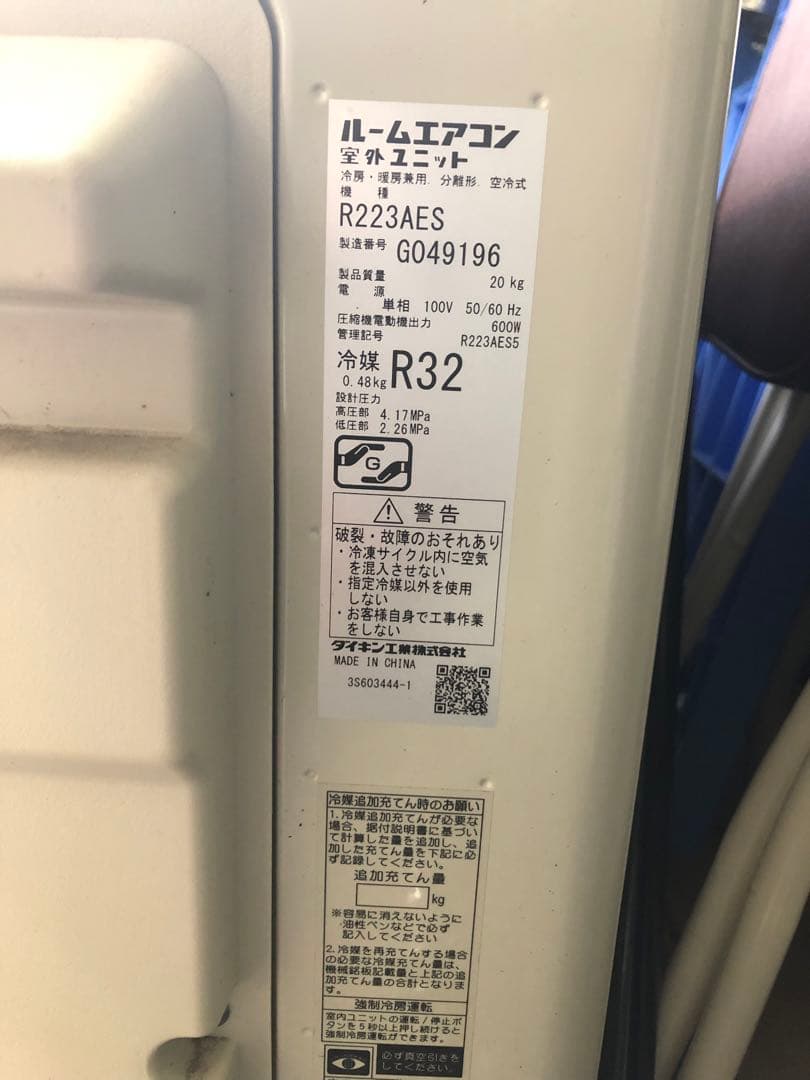 ルームエアコン
室外ユニット
冷房・暖房兼用. 分離形. 空冷式
機 種
R223AES
製造番号 G049196
製品質量 20 kg
電 源
単相 100V 50/60 Hz
圧縮機電動機出力 600W
管理記号 R223AES5
冷媒 R32
0.48kg
設計圧力
高圧部 4.17MPa
低圧部 2.26MPa
G
警告
破裂・故障のおそれあり
・冷凍サイクル内に空気
を混入させない
・指定冷媒以外を使用
しない
・お客様自身で工事作業
をしない
ダイキン工業株式会社
MADE IN CHINA
3S603444-1
冷媒追加充てん時のお願い
1.冷媒追加充てんが必要な
場合、据付説明書に基づい
て計算した量を追加し、追
加した充てん量を下記に必
ず記録してください。
追加充てん量
kg
※容易に消えないように
油性ペンなどで必ず
記入してください
2.冷媒を再充てんする場合
の必要な冷媒充てん量は、
機械銘板記載量と上記の追
加充てん量の合計となりま
す。
強制冷房運転
室内ユニットの運転/停止ボ
タンを5秒以上押し続けると
強制冷房運転ができます。
必ず真空引きを
してください。